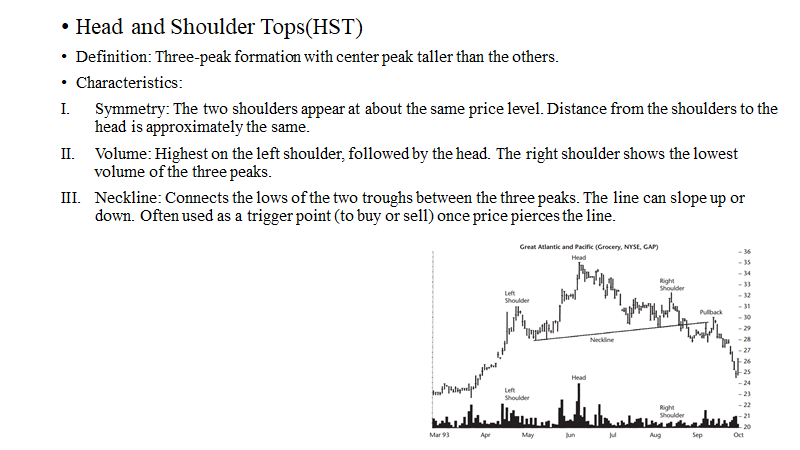 • Head and Shoulder Tops(HST)
• Definition: Three-peak formation with center peak taller than the others.
• Characteristics:
I. Symmetry: The two shoulders appear at about the same price level. Distance from the shoulders to the
head is approximately the same.
II. Volume: Highest on the left shoulder, followed by the head. The right shoulder shows the lowest
volume of the three peaks.
III. Neckline: Connects the lows of the two troughs between the three peaks. The line can slope up or
down. Often used as a trigger point (to buy or sell) once price pierces the line.
Great Atlantic and Pacific (Grocery, NYSE, GAP)
Head
Left
Shoulder
Right
Shoulder
Pullback
Neckline
Head
Left
Shoulder
Right
Shoulder
36
35
34
33
32
31
30
29
28
27
26
25
24
23
22
21
20
Mar 93 Apr May Jun Jul Aug Sep Oct